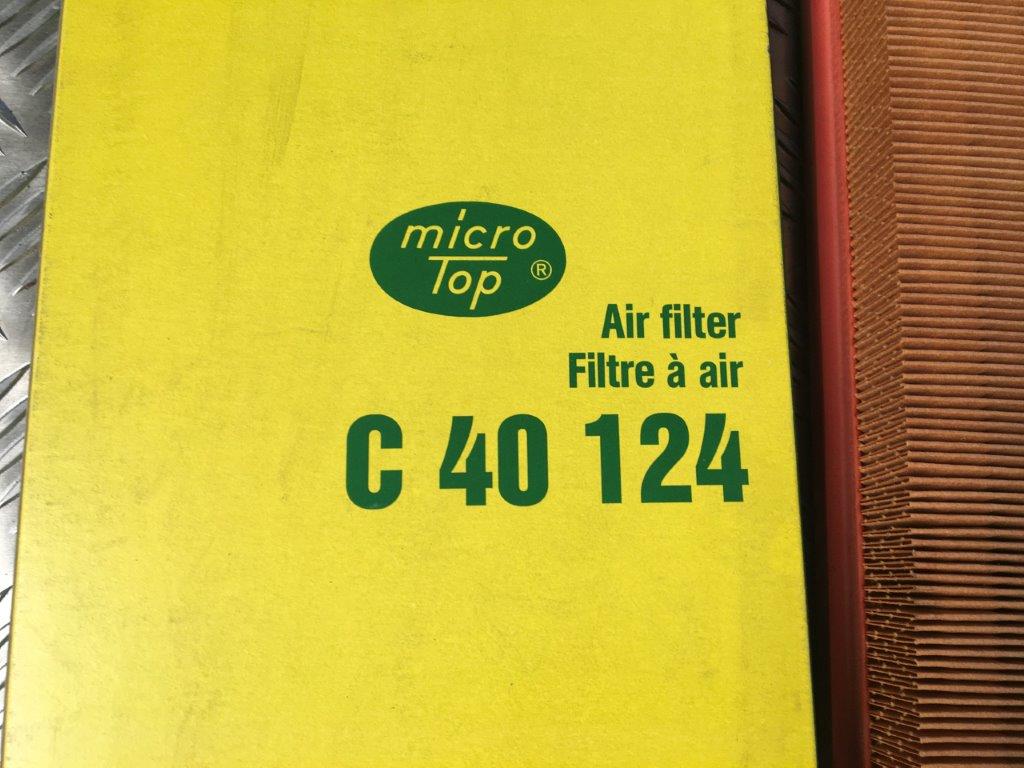 micro
Top ®
Air filter
Filtre à air
C 40 124